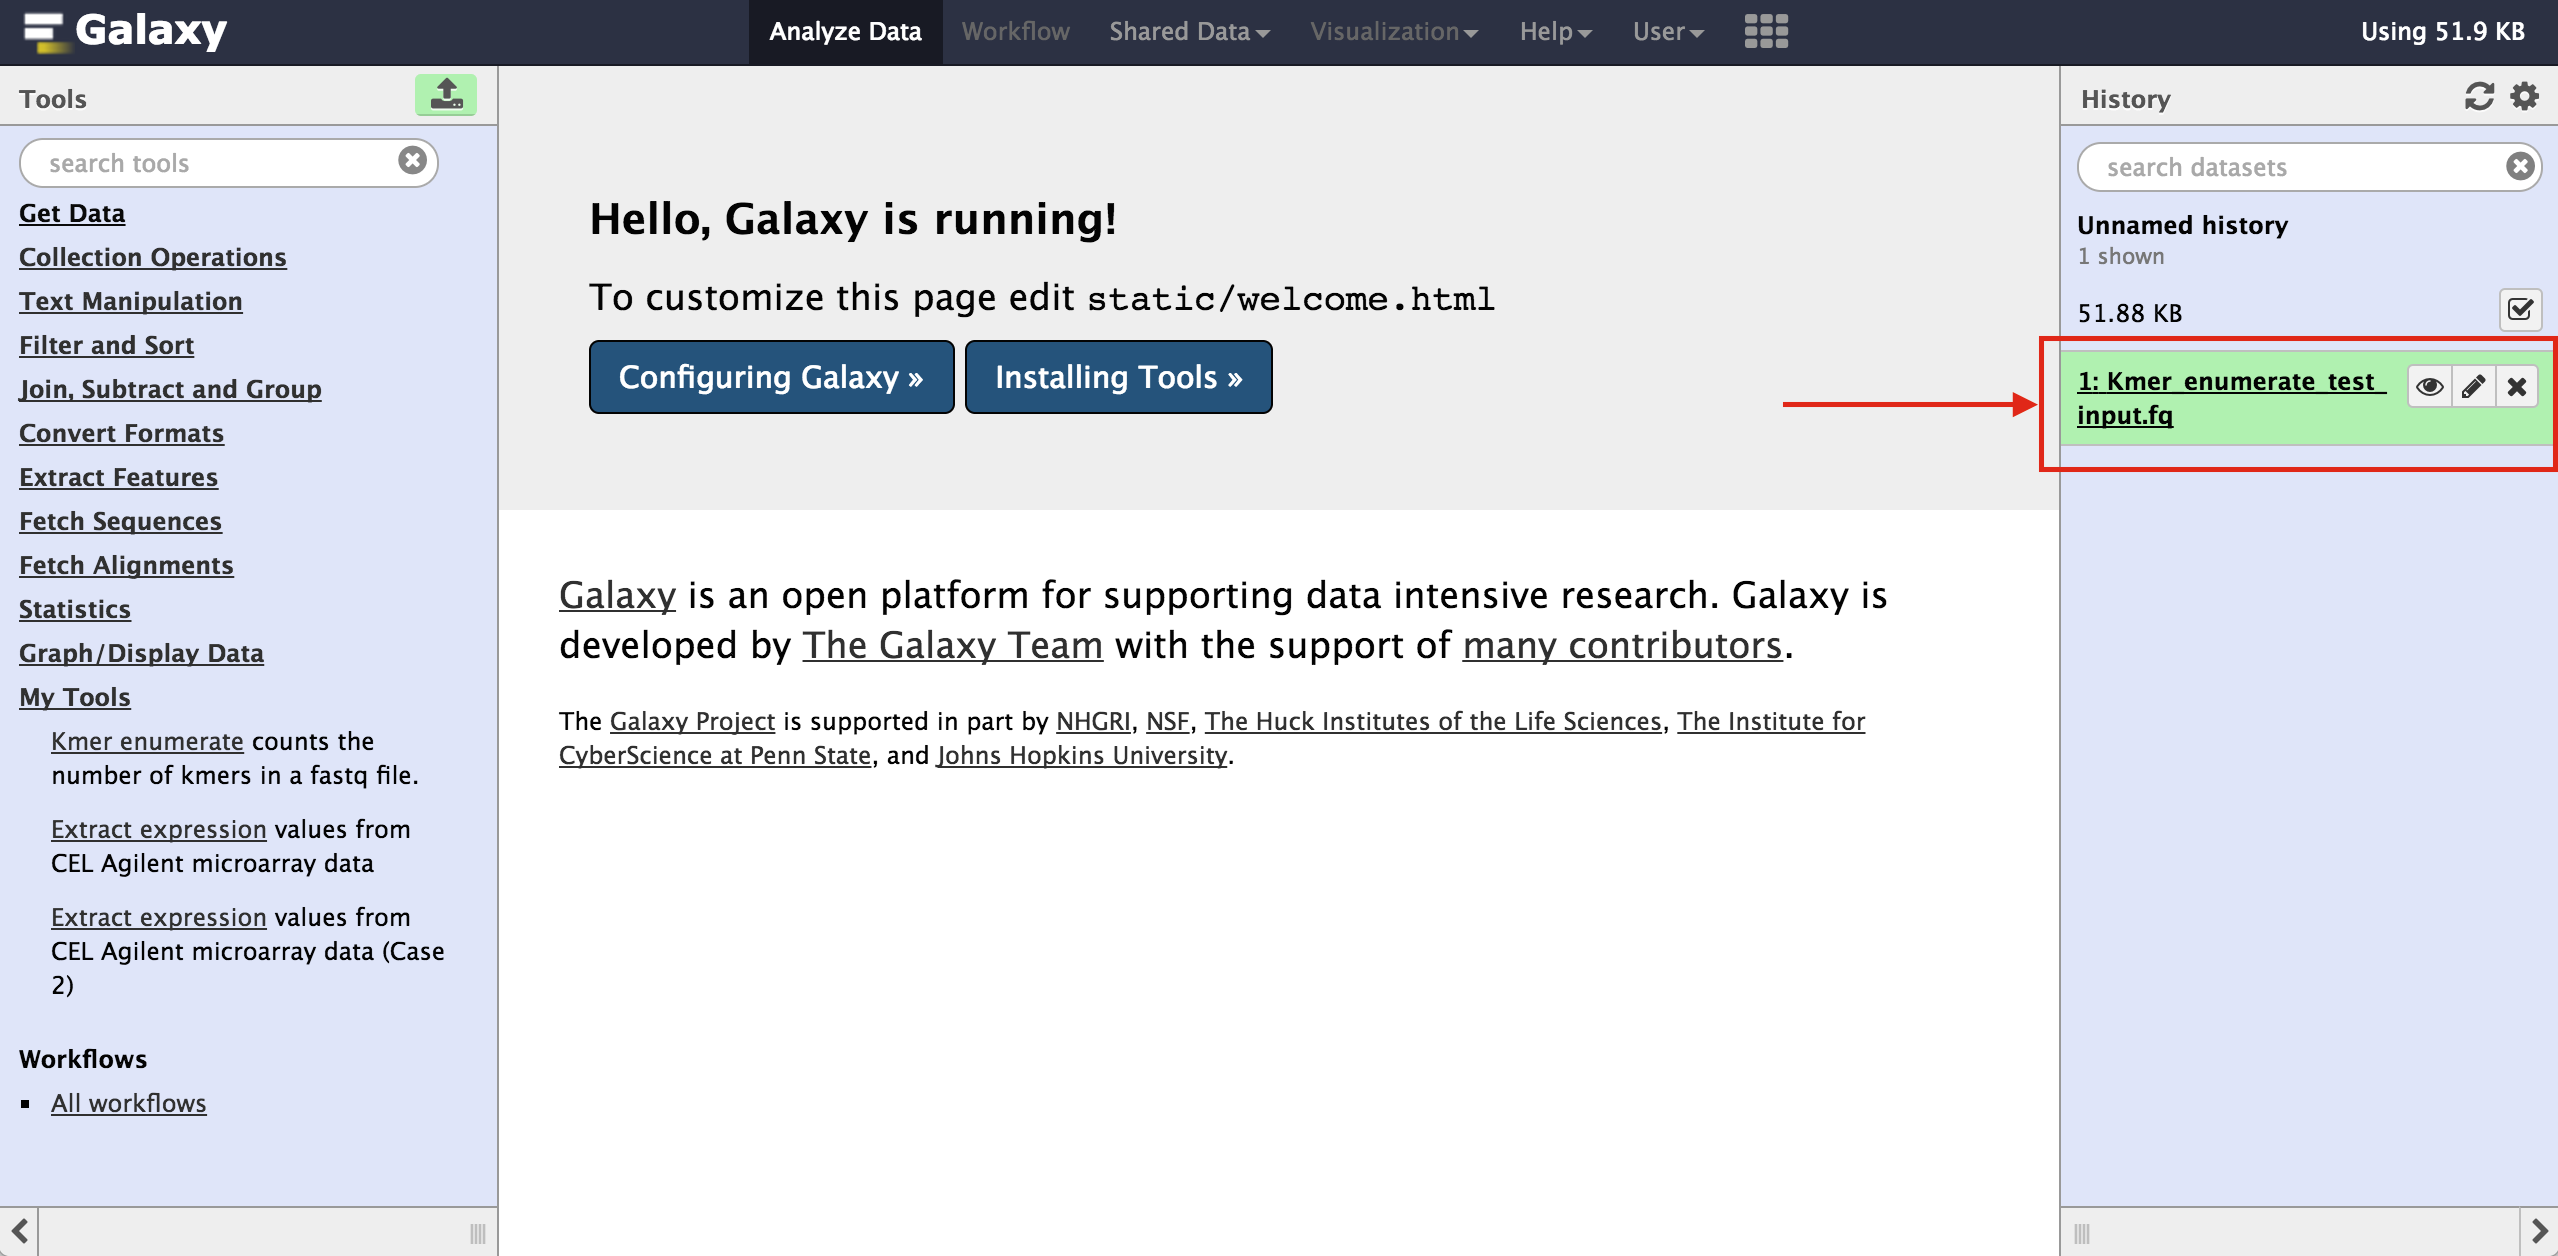 Galaxy
Analyze Data
Workflow
Shared Data
Visualization
Help
User
Using 51.9 KB
Tools
search tools
Get Data
Collection Operations
Text Manipulation
Filter and Sort
Join, Subtract and Group
Convert Formats
Extract Features
Fetch Sequences
Fetch Alignments
Statistics
Graph/Display Data
My Tools
Kmer enumerate counts the
number of kmers in a fastq file.
Extract expression values from
CEL Agilent microarray data
Extract expression values from
CEL Agilent microarray data (Case
2)
Workflows
▪ All workflows
Hello, Galaxy is running!
To customize this page edit static/welcome.html
Configuring Galaxy »
Installing Tools »
Galaxy is an open platform for supporting data intensive research. Galaxy is
developed by The Galaxy Team with the support of many contributors.
The Galaxy Project is supported in part by NHGRI, NSF, The Huck Institutes of the Life Sciences, The Institute for
CyberScience at Penn State, and Johns Hopkins University.
History
search datasets
Unnamed history
1 shown
51.88 KB
1: Kmer_enumerate_test_
input.fq